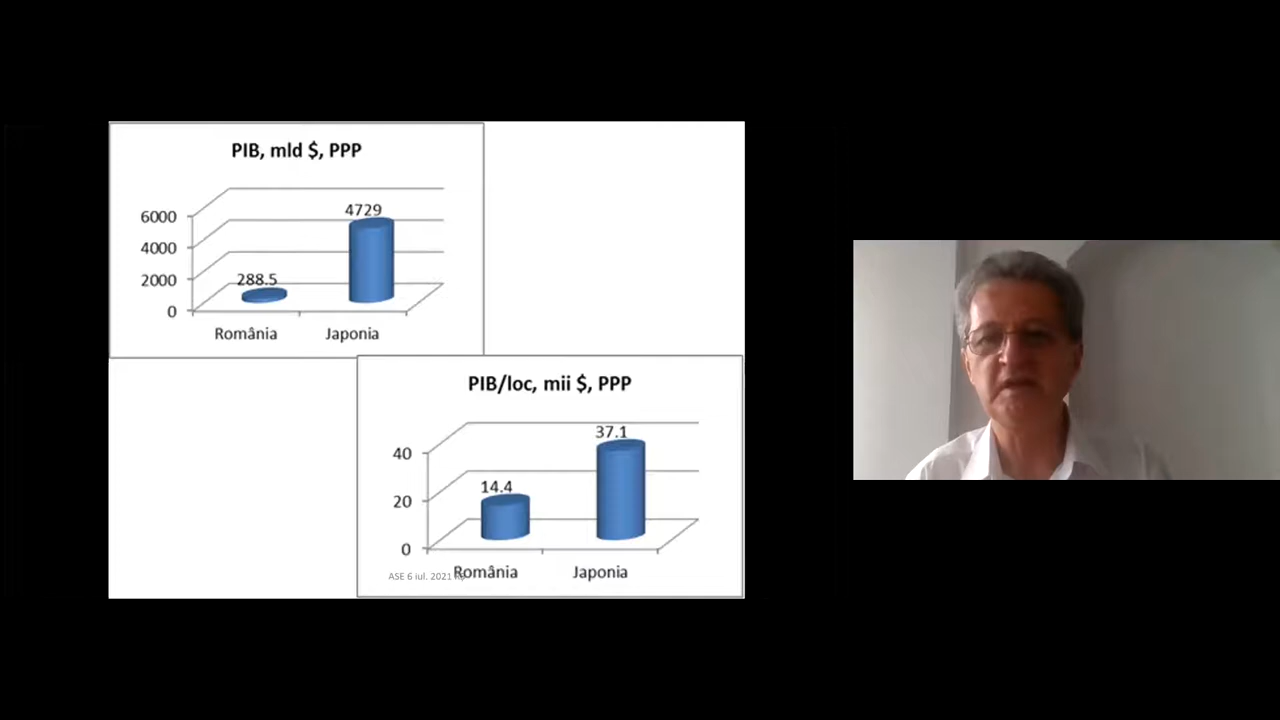 PIB, mld $, PPP
6000
4000
2000
0
288.5
4729
România
Japonia
PIB/loc, mii $, PPP
40
20
0
14.4
37.1
România
Japonia
ASE 6 iul. 2021